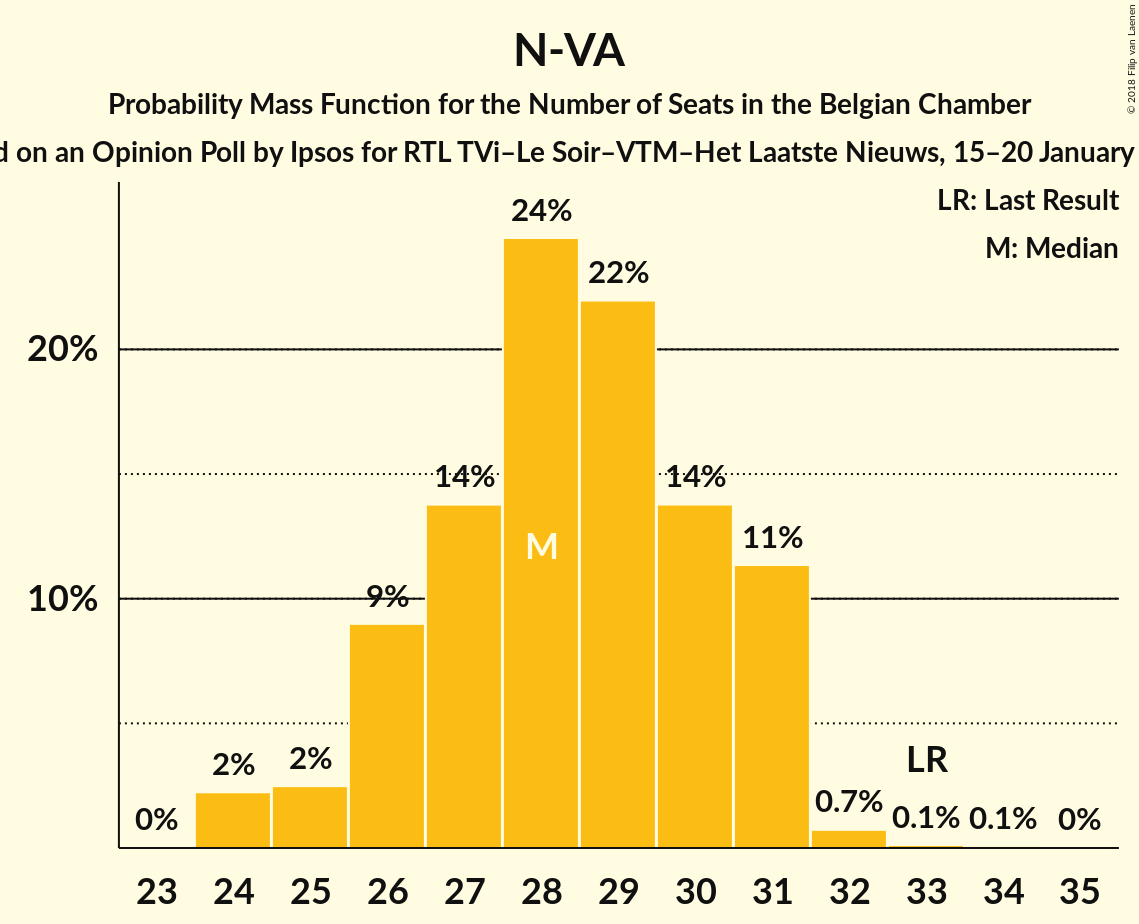 N-VA
Probability Mass Function for the Number of Seats in the Belgian Chamber
on an Opinion Poll by Ipsos for RTL TVi–Le Soir–VTM–Het Laatste Nieuws, 15–20 January
© 2018 Filip van Laenen
LR: Last Result
M: Median
20%
10%
0%
2%
2%
9%
14%
24%
22%
14%
11%
0.7%
0.1%
0.1%
0%
M
LR
23 24 25 26 27 28 29 30 31 32 33 34 35